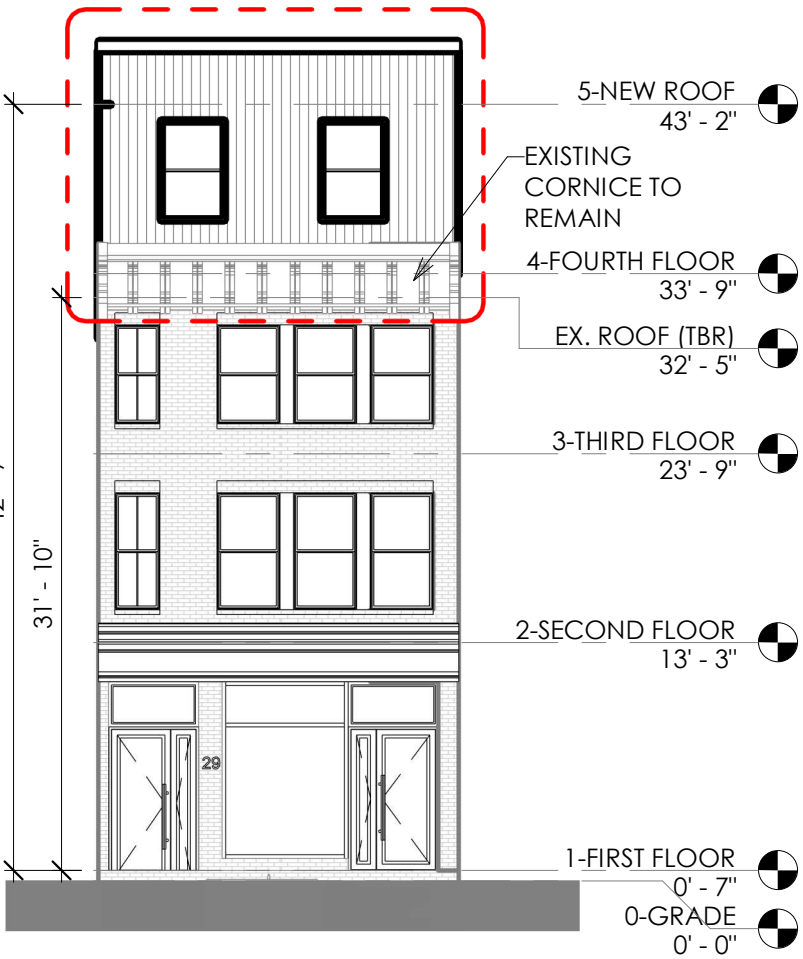 5-NEW ROOF
43' - 2"
EXISTING
CORNICE TO
REMAIN
4-FOURTH FLOOR
33' - 9"
EX. ROOF (TBR)
32' - 5"
3-THIRD FLOOR
23' - 9"
31' - 10"
2-SECOND FLOOR
13' - 3"
29
1-FIRST FLOOR
0' - 7"
0-GRADE
0' - 0"